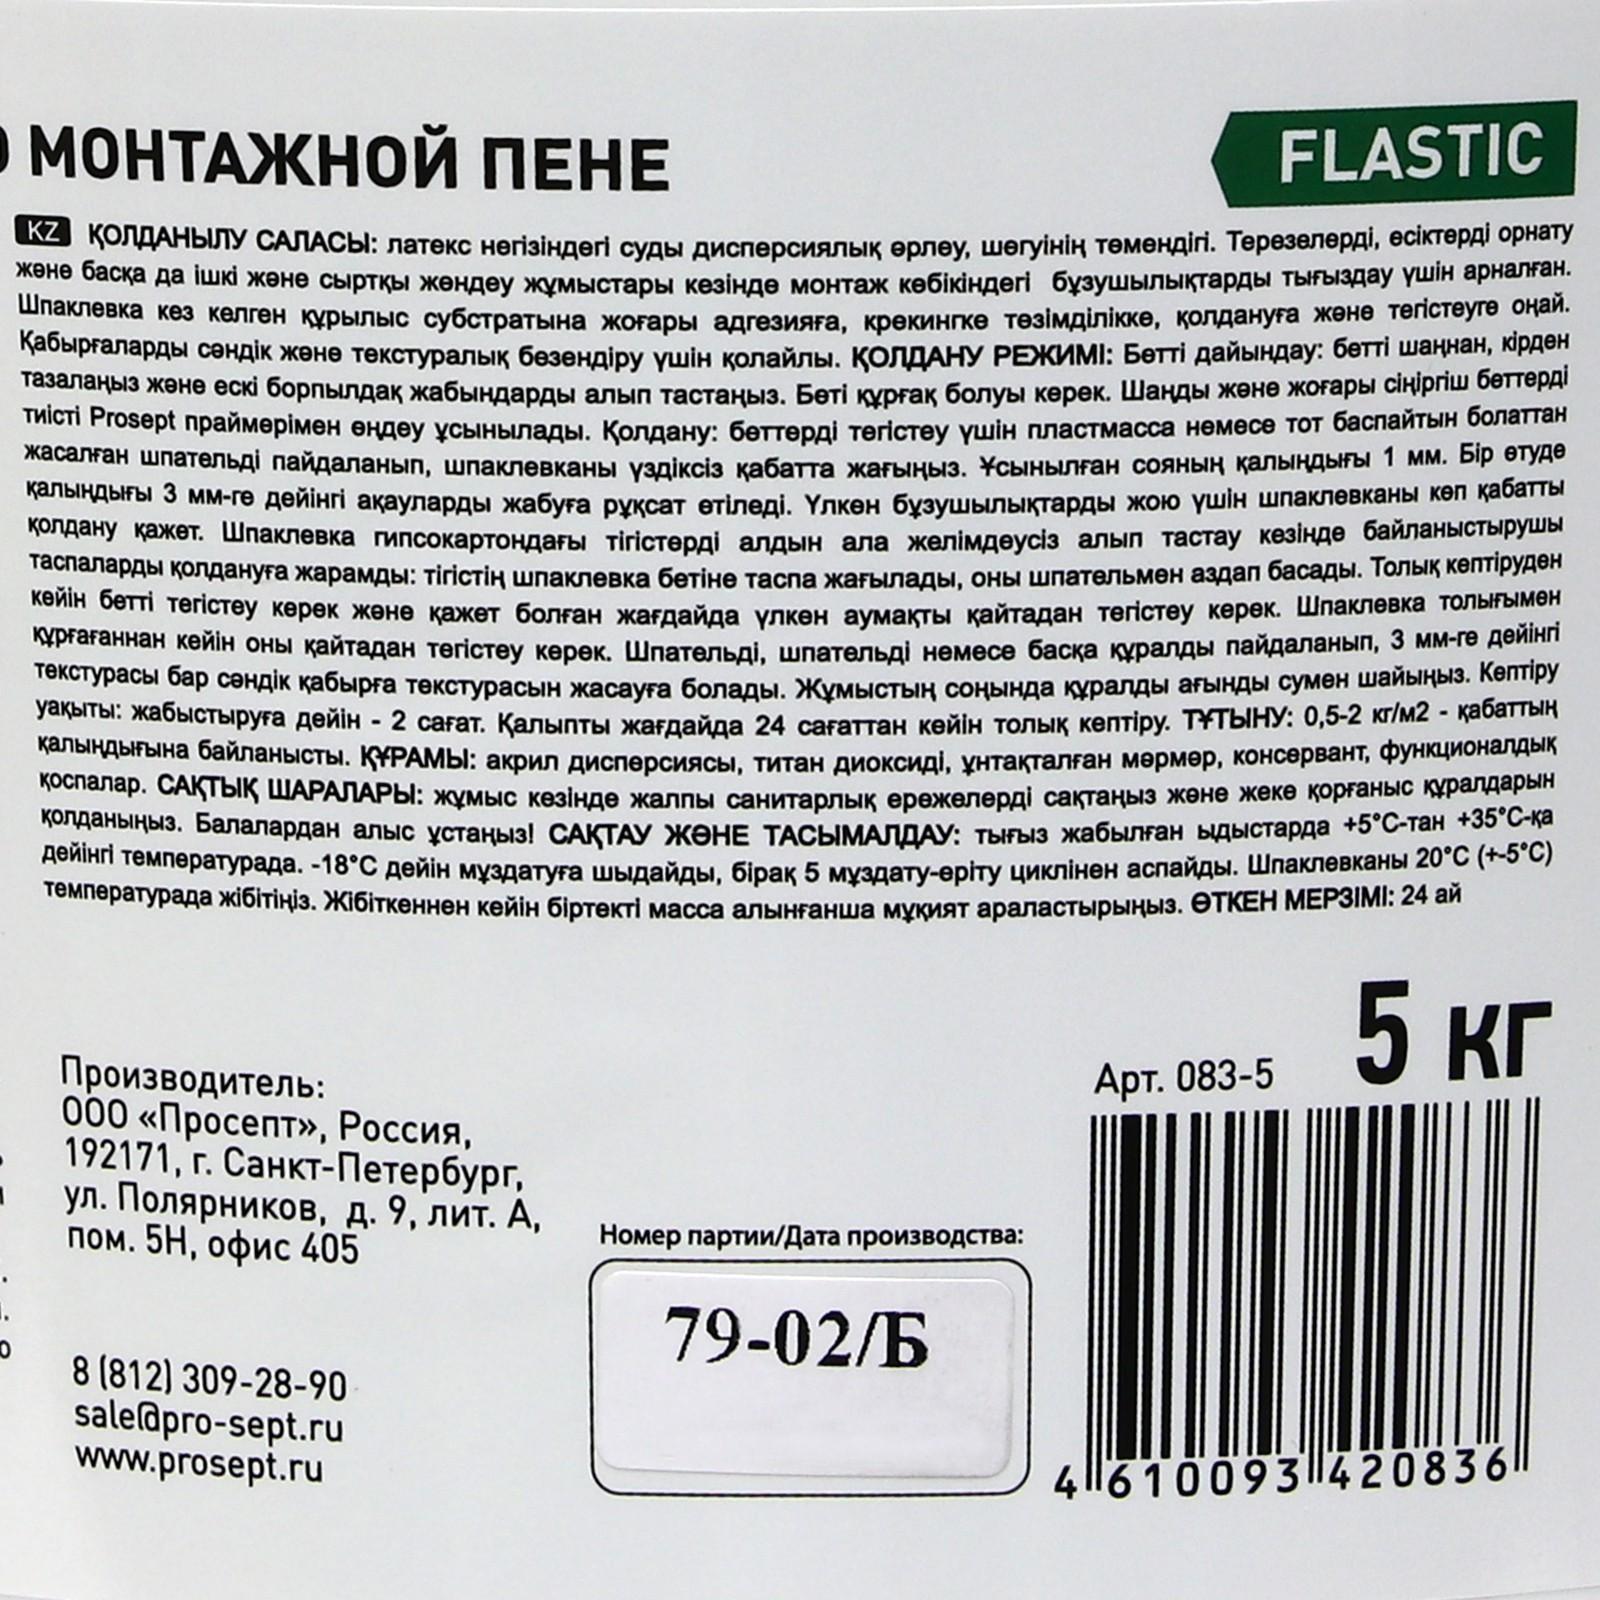 МОНТАЖНОЙ ПЕНЕ
FLASTIC
KZ ҚОЛДАНЫЛУ САЛАСЫ: латекс негізіндегі суды дисперсиялық өрлеу, шөгуінің төмендігі. Терезелерді, есіктерді орнату
және басқа да ішкі және сыртқы жөндеу жұмыстары кезінде монтаж көбікіндегі бұзушылықтарды тығыздау үшін арналған.
Шпаклевка кез келген құрылыс субстратына жоғары адгезияға, крекингке төзімділікке, қолдануға және тегістеуге оңай.
Қабырғаларды сәндік және текстуралық безендіру үшін қолайлы. ҚОЛДАНУ РЕЖИМІ: Бетті дайындау: бетті шаңнан, кірден
тазалаңыз және ескі борпылдақ жабындарды алып тастаңыз. Беті құрғақ болуы керек. Шаңды және жоғары сіңіргіш беттерді
тиісті Prosept праймерімен өңдеу ұсынылады. Қолдану: беттерді тегістеу үшін пластмасса немесе тот баспайтын болаттан
жасалған шпательді пайдаланып, шпаклевканы үздіксіз қабатта жағыңыз. Ұсынылған сояның қалыңдығы 1 мм. Бір өтуде
қалыңдығы 3 мм-ге дейінгі ақауларды жабуға рұқсат етіледі. Үлкен бұзушылықтарды жою үшін шпаклевканы көп қабатты
қолдану қажет. Шпаклевка гипсокартондағы тігістерді алдын ала желімдеусіз алып тастау кезінде байланыстырушы
таспаларды қолдануға жарамды: тігістің шпаклевка бетіне таспа жағылады, оны шпательмен аздап басады. Толық кептіруден
кейін бетті тегістеу керек және қажет болған жағдайда үлкен аумақты қайтадан тегістеу керек. Шпаклевка толығымен
құрғағаннан кейін оны қайтадан тегістеу керек. Шпательді, шпательді немесе басқа құралды пайдаланып, 3 мм-ге дейінгі
текстурасы бар сәндік қабырға текстурасын жасауға болады. Жұмыстың соңында құралды ағынды сумен шайыңыз. Кептіру
уақыты: жабыстыруға дейін - 2 сағат. Қалыпты жағдайда 24 сағаттан кейін толық кептіру. ТҰТЫНУ: 0,5-2 кг/м2 - қабаттың
қалыңдығына байланысты. ҚҰРАМЫ: акрил дисперсиясы, титан диоксиді, ұнтақталған мәрмәр, консервант, функционалдық
қоспалар. САҚТЫҚ ШАРАЛАРЫ: жұмыс кезінде жалпы санитарлық ережелерді сақтаңыз және жеке қорғаныс құралдарын
қолданыңыз. Балалардан алыс ұстаңыз! САҚТАУ ЖӘНЕ ТАСЫМАЛДАУ: тығыз жабылған ыдыстарда +5°С-тан +35°С-қа
дейінгі температурада. -18°С дейін мұздатуға шыдайды, бірақ 5 мұздату-еріту циклінен аспайды. Шпаклевканы 20°С (+-5°С)
температурада жібітіңіз. Жібіткеннен кейін біртекті масса алынғанша мұқият араластырыңыз. ӨТКЕН МЕРЗІМІ: 24 ай
5 кг
Арт. 083-5
Производитель:
ООО «Просепт», Россия,
192171, г. Санкт-Петербург,
ул. Полярников, д. 9, лит. А,
пом. 5Н, офис 405
8 (812) 309-28-90
sale@pro-sept.ru
www.prosept.ru
Номер партии/Дата производства:
79-02/Б
4 610093 420836